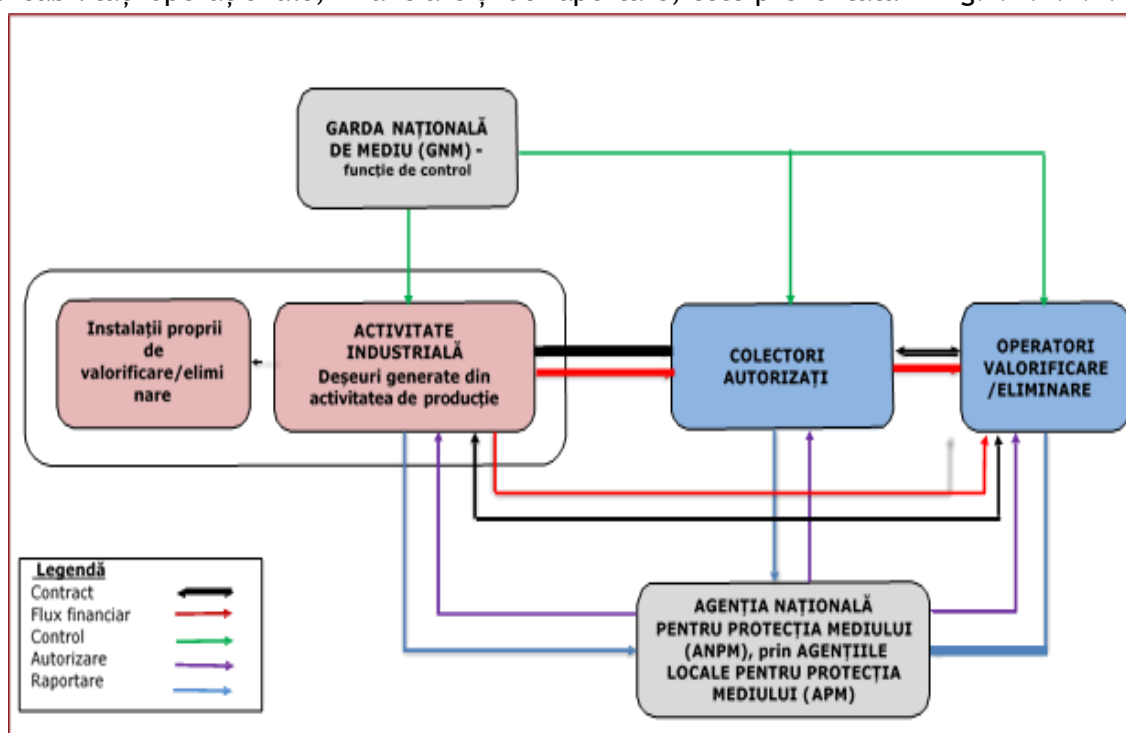 GARDA NAȚIONALĂ
DE MEDIU (GNM) -
funcție de control
Instalații proprii
de
valorificare/elimi
nare
ACTIVITATE
INDUSTRIALĂ
Deșeuri generate din
activitatea de producție
COLECTORI
AUTORIZAȚI
OPERATORI
VALORIFICARE
/ELIMINARE
Legendă
Contract
Flux financiar
Control
Autorizare
Raportare
AGENȚIA NAȚIONALĂ
PENTRU PROTECȚIA MEDIULUI
(ANPM), prin AGENȚIILE
LOCALE PENTRU PROTECȚIA
MEDIULUI (APM)